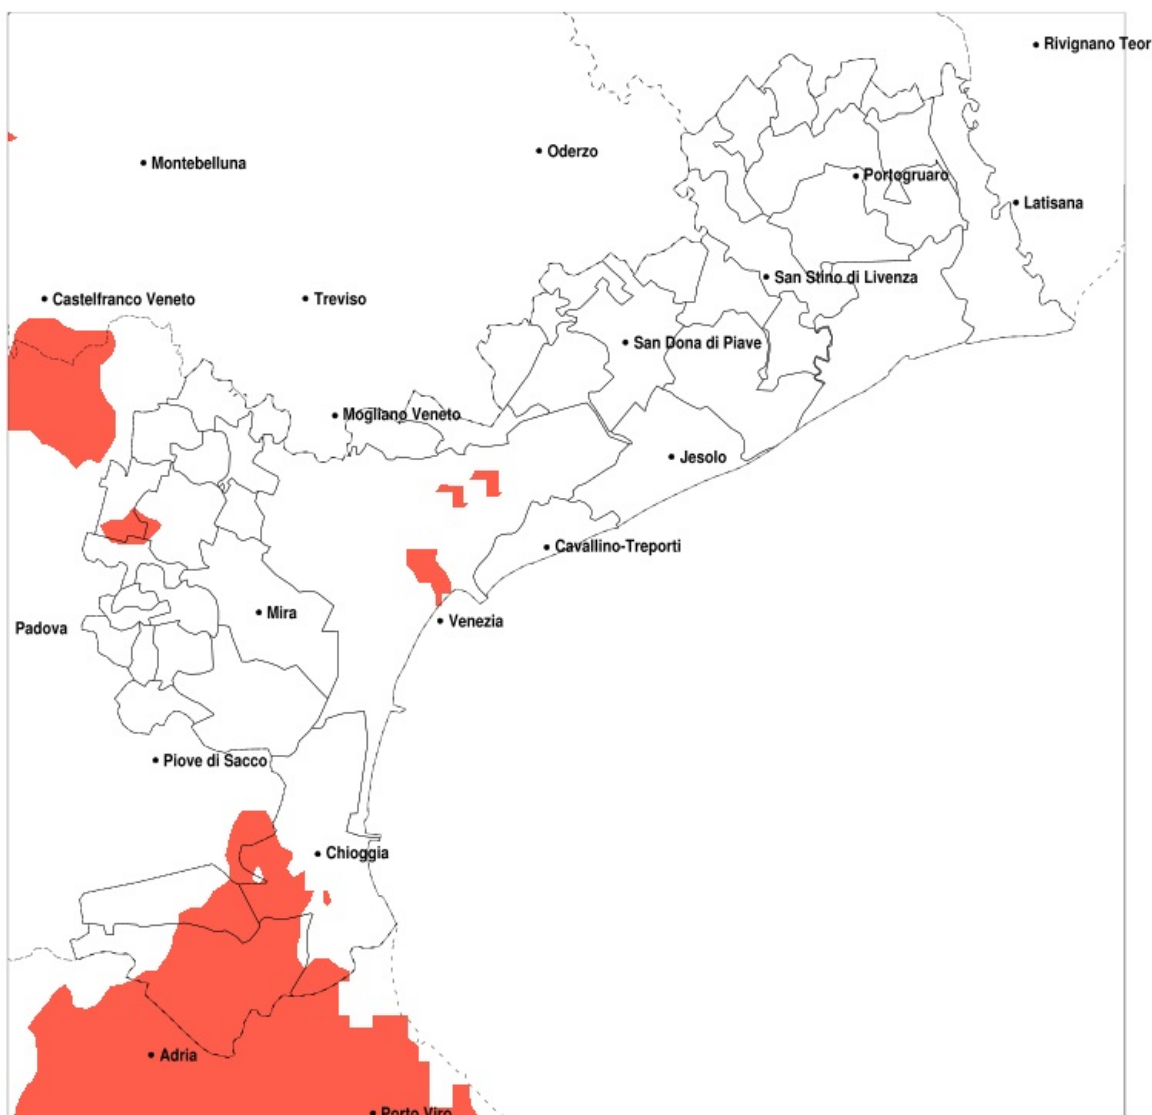 Rivignano Teor
Montebelluna
Oderzo
Portogruaro
Latisana
San Stino di Livenza
Castelfranco Veneto
Treviso
San Dona di Piave
Mogliano Veneto
Jesolo
Cavallino-Treporti
Mira
Venezia
Padova
Piove di Sacco
Chioggia
Adria
Porto Viro